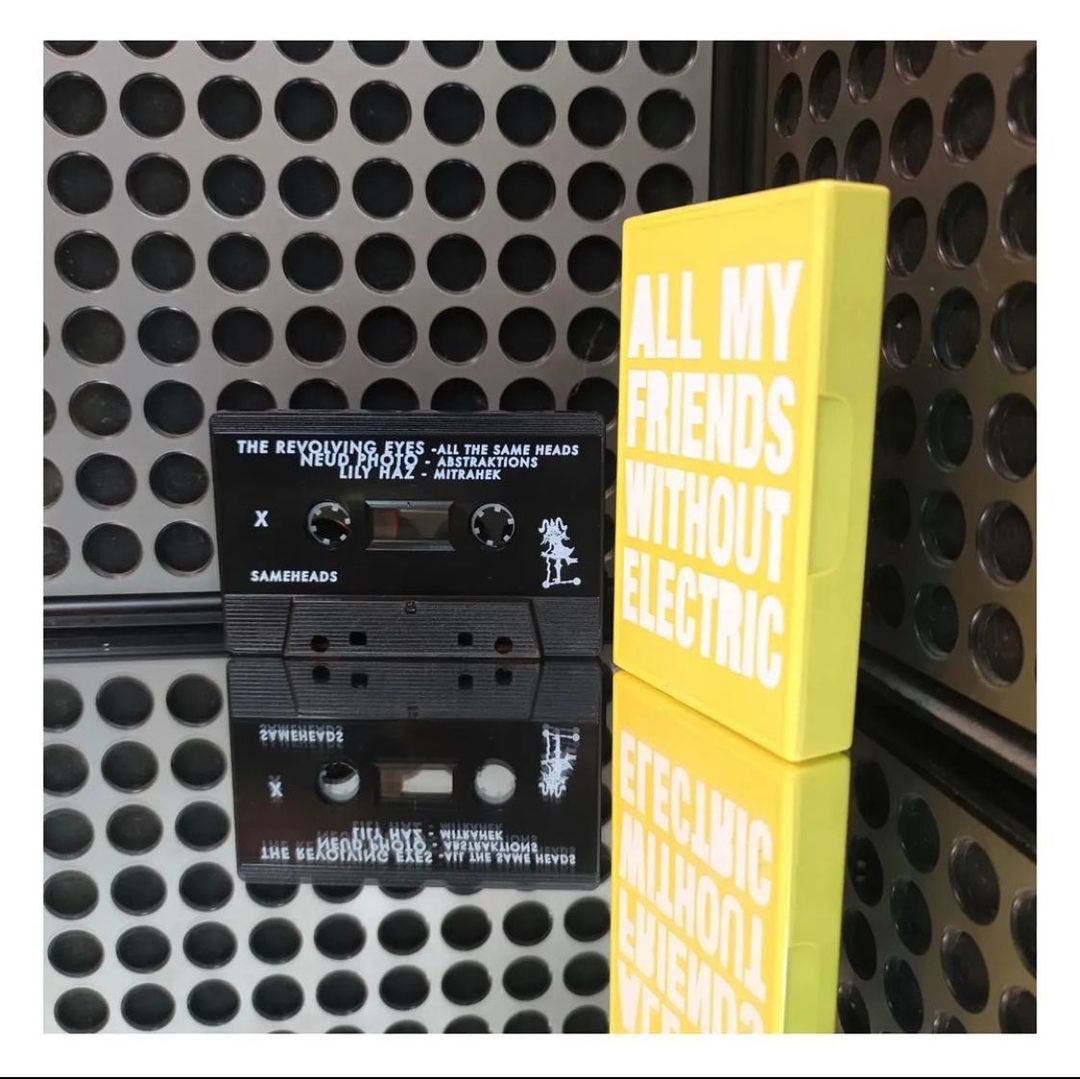 THE REVOLVING EYES - ALL THE SAME HEADS
NEUD PHOTO - ABSTRAKTIONS
LILY HAZ - MITRAHEK
X
SAMEHEADS
ALL MY
FRIENDS
WITHOUT
ELECTRIC